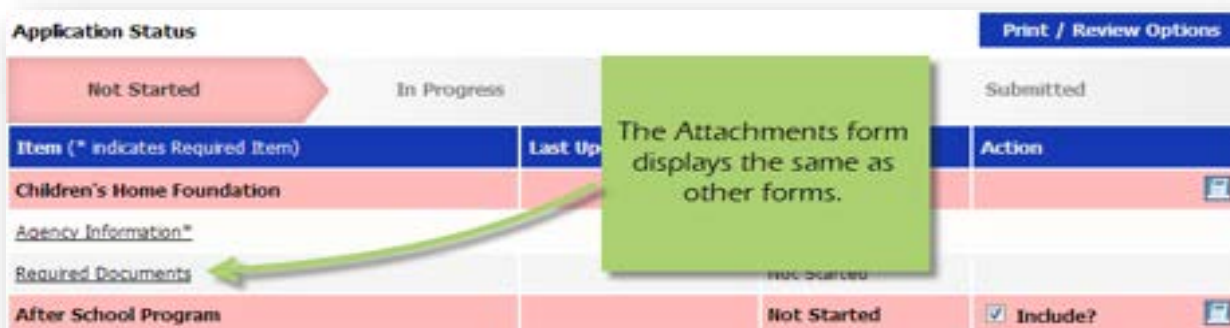 Application Status
Print / Review Options
Not Started
In Progress
Submitted
Item (* indicates Required Item)
Last Up
Action
The Attachments form
displays the same as
other forms.
Children's Home Foundation
Agency Information*
Required Documents
Not Started
After School Program
Not Started
Include?